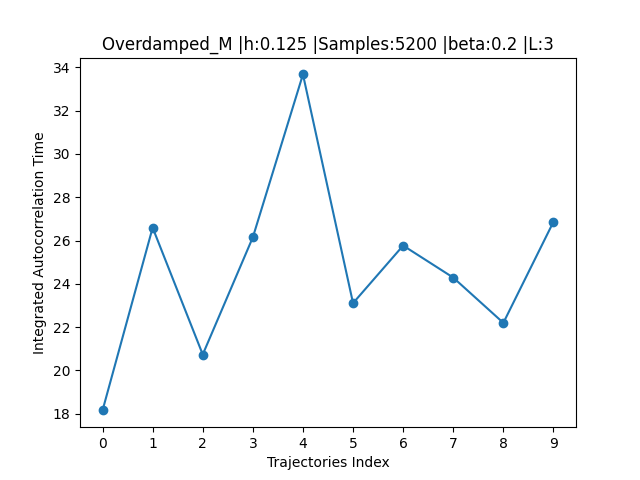 Overdamped_M |h:0.125 |Samples:5200 |beta:0.2 |L:3
34
32
30
28
26
24
22
20
18
Integrated Autocorrelation Time
0 1 2 3 4 5 6 7 8 9
Trajectories Index